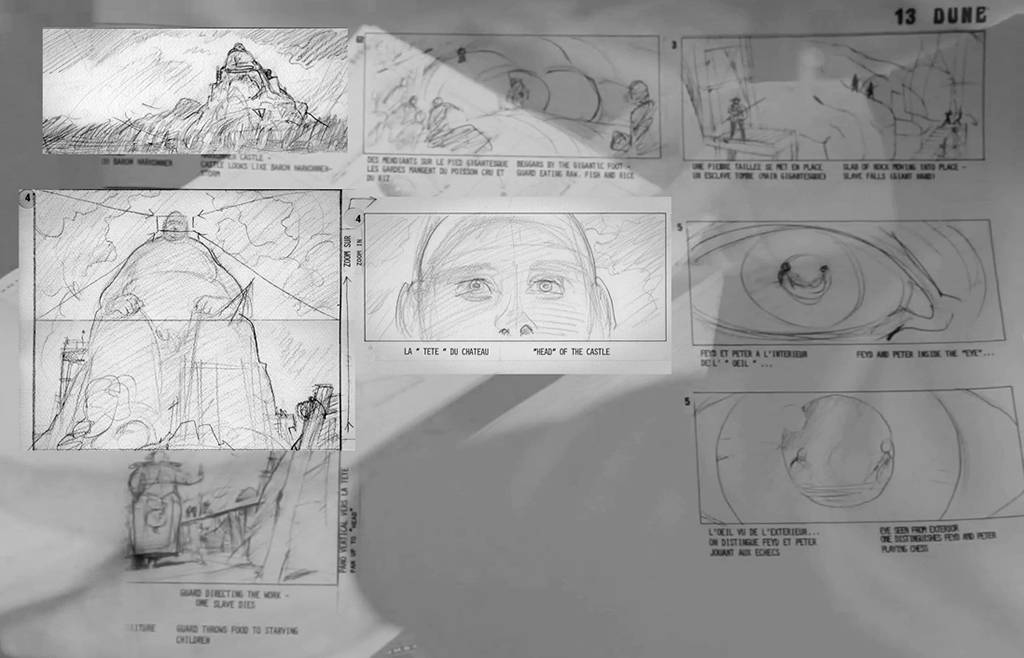 13 DUNE
DU BARON HARKONNEN
CASTLE -
CASTLE LOOKS LIKE BARON HARKONNEN-
STORM
DES MENDIANTS SUR LE PIED GIGANTESQUE
LES GARDES MANGENT DU POISSON CRU ET
DU RIZ
BEGGARS BY THE GIGANTIC FOOT -
GUARD EATING RAW. FISH AND RICE
3
UNE PIERRE TAILLEE SE MET EN PLACE
UN ESCLAVE TOMBE (MAIN GIGANTESQUE)
SLAB OF ROCK MOVING INTO PLACE -
SLAVE FALLS (GIANT HAND)
4
ZOOM SUR
ZOOM IN
4
LA " TETE " DU CHATEAU
"HEAD" OF THE CASTLE
5
FEYD ET PETER A L'INTERIEUR
DE L' " OEIL " ...
FEYD AND PETER INSIDE THE "EYE"...
PANO VERTICAL VERS LA TETE
PAN UP TO "HEAD"
GUARD DIRECTING THE WORK -
ONE SLAVE DIES
GUARD THROWS FOOD TO STARVING
CHILDREN
5
L'OEIL VU DE L'EXTERIEUR...
ON DISTINGUE FEYD ET PETER
JOUANT AUX ECHECS
EYE SEEN FROM EXTERIOR
ONE DISTINGUISHES FEYD AND PETER
PLAYING CHESS